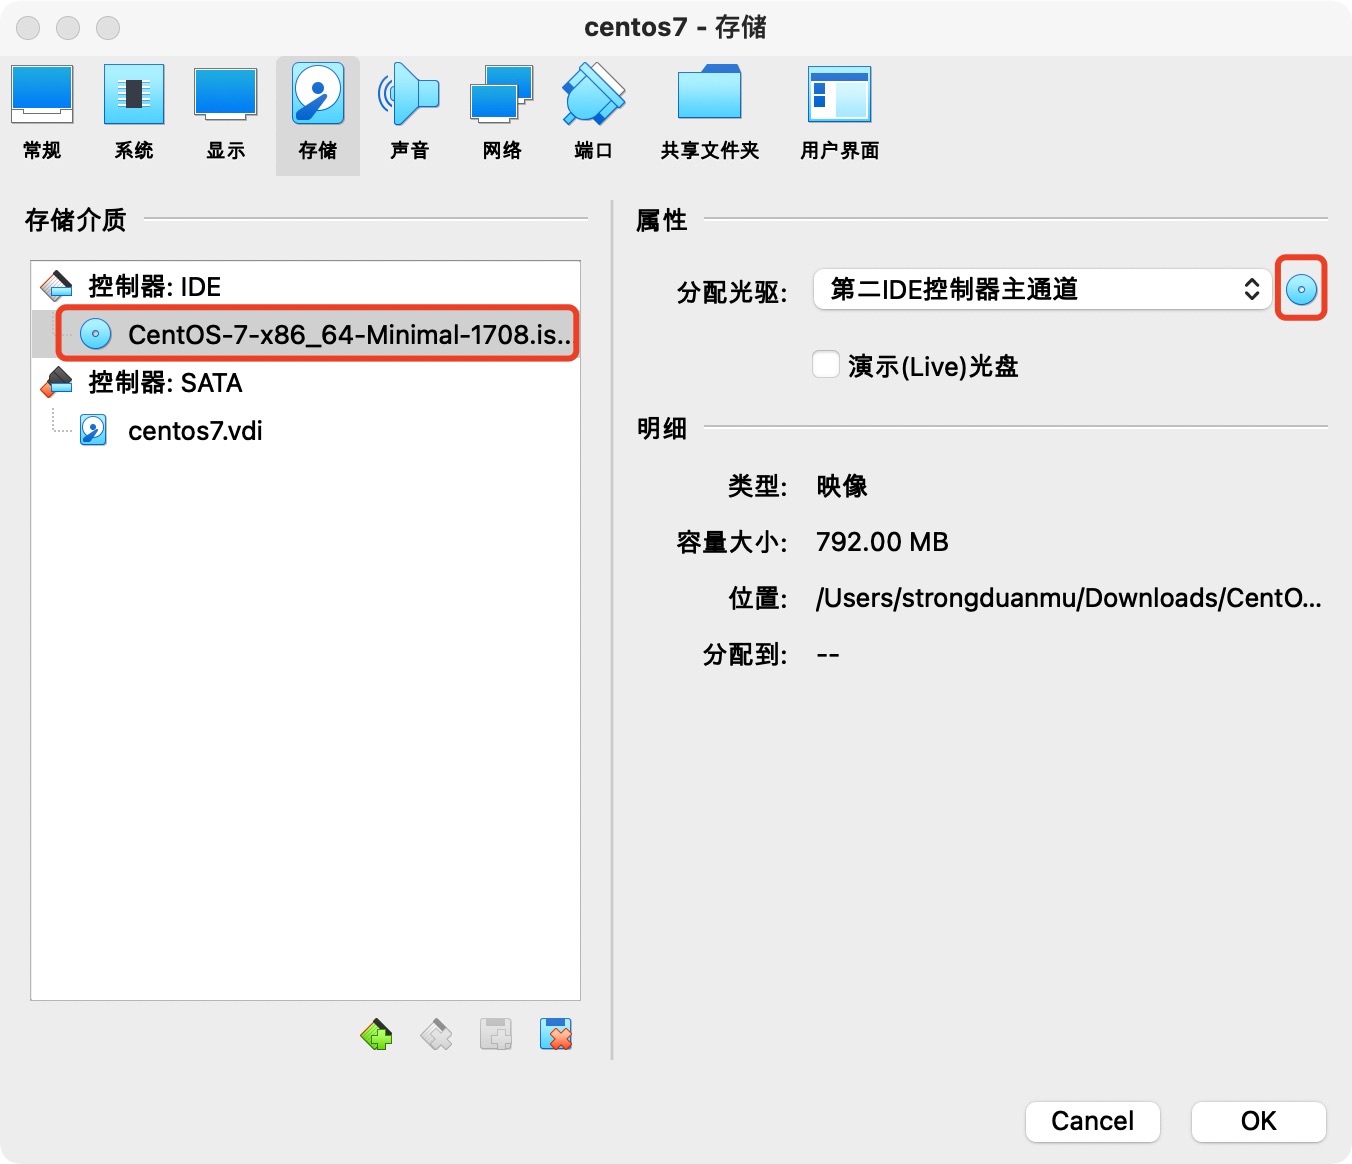 centos7 - 存储
常规
系统
显示
存储
声音
网络
端口
共享文件夹
用户界面
存储介质
控制器: IDE
CentOS-7-x86_64-Minimal-1708.is...
控制器: SATA
centos7.vdi
属性
分配光驱: 第二IDE控制器主通道
演示(Live)光盘
明细
类型: 映像
容量大小: 792.00 MB
位置: /Users/strongduanmu/Downloads/CentO...
分配到: --
Cancel
OK